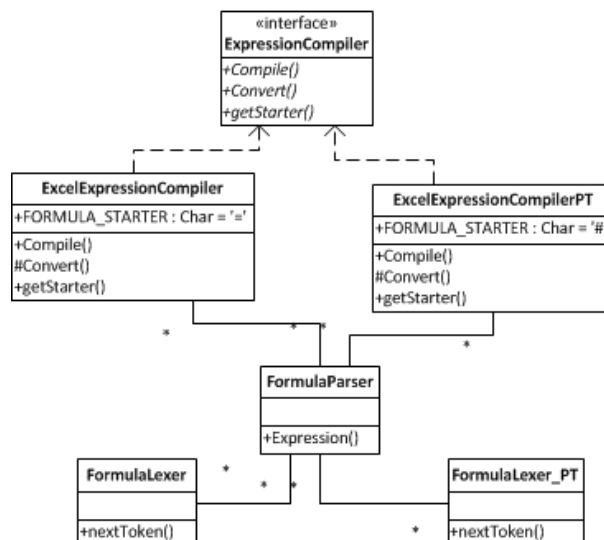 «interface»
ExpressionCompiler
+Compile()
+Convert()
+getStarter()
ExcelExpressionCompiler
+FORMULA_STARTER : Char = '='
+Compile()
#Convert()
+getStarter()
ExcelExpressionCompilerPT
+FORMULA_STARTER : Char = '#
+Compile()
#Convert()
+getStarter()
*
*
*
*
FormulaParser
+Expression()
FormulaLexer
+nextToken()
*
*
*
*
FormulaLexer_PT
+nextToken()